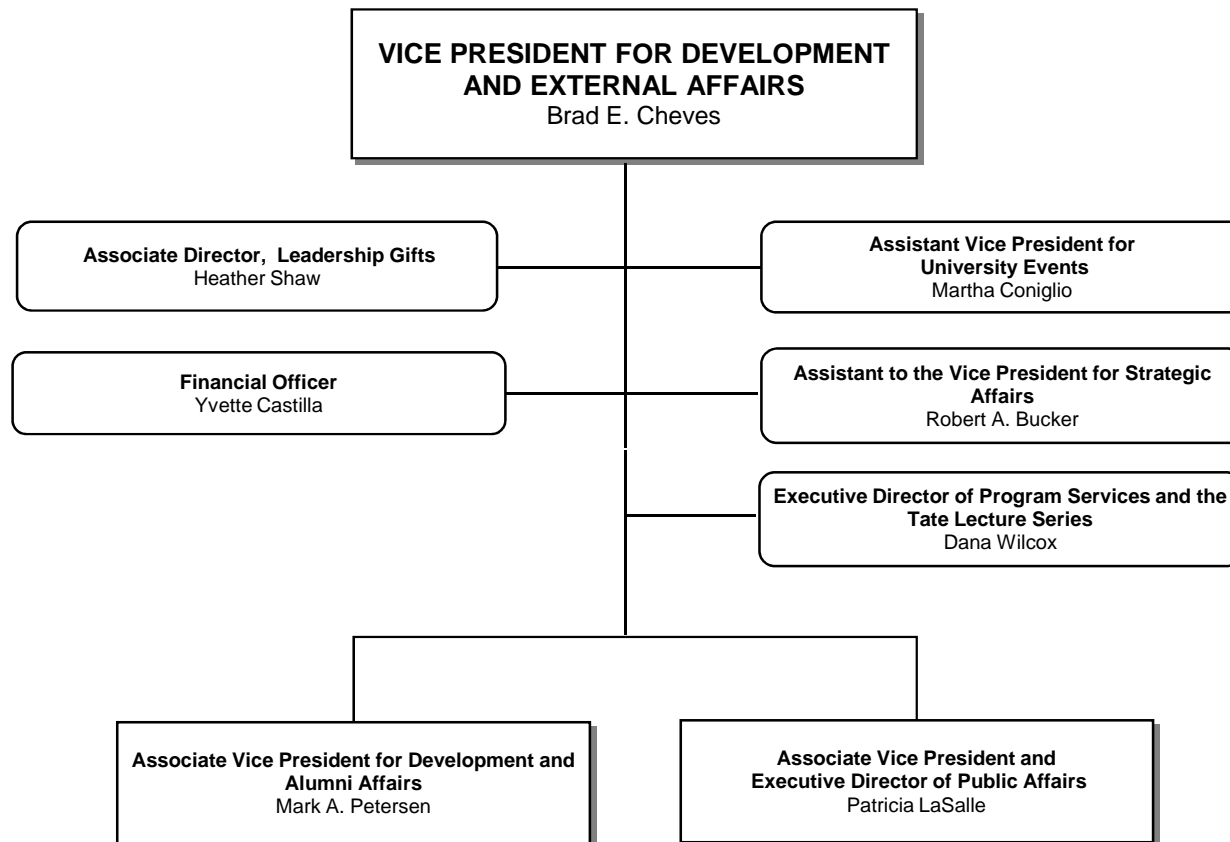 VICE PRESIDENT FOR DEVELOPMENT
AND EXTERNAL AFFAIRS
Brad E. Cheves
Associate Director,  Leadership Gifts
Heather Shaw
Assistant Vice President for
University Events
Martha Coniglio
Financial Officer
Yvette Castilla
Assistant to the Vice President for Strategic
Affairs
Robert A. Bucker
Executive Director of Program Services and the
Tate Lecture Series
Dana Wilcox
Associate Vice President for Development and
Alumni Affairs
Mark A. Petersen
Associate Vice President and
Executive Director of Public Affairs
Patricia LaSalle